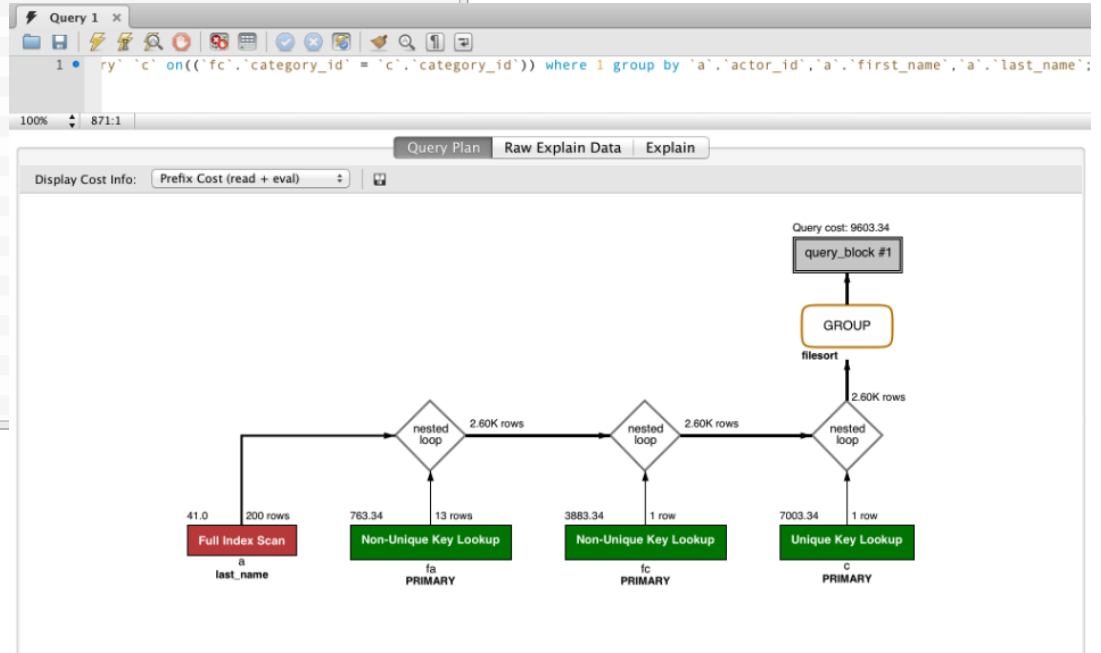 Query 1 ×
1 ry` `c` on((`fc`.`category_id` = `c`.`category_id`)) where 1 group by `a`.`actor_id`,`a`.`first_name`,`a`.`last_name`;
100% 871:1
Query Plan Raw Explain Data Explain
Display Cost Info: Prefix Cost (read + eval)
Query cost: 9603.34
query_block #1
GROUP
filesort
2.60K rows
nested
loop
2.60K rows
nested
loop
2.60K rows
nested
loop
41.0 200 rows
Full Index Scan
a
last_name
763.34 13 rows
Non-Unique Key Lookup
fa
PRIMARY
3883.34 1 row
Non-Unique Key Lookup
fc
PRIMARY
7003.34 1 row
Unique Key Lookup
c
PRIMARY